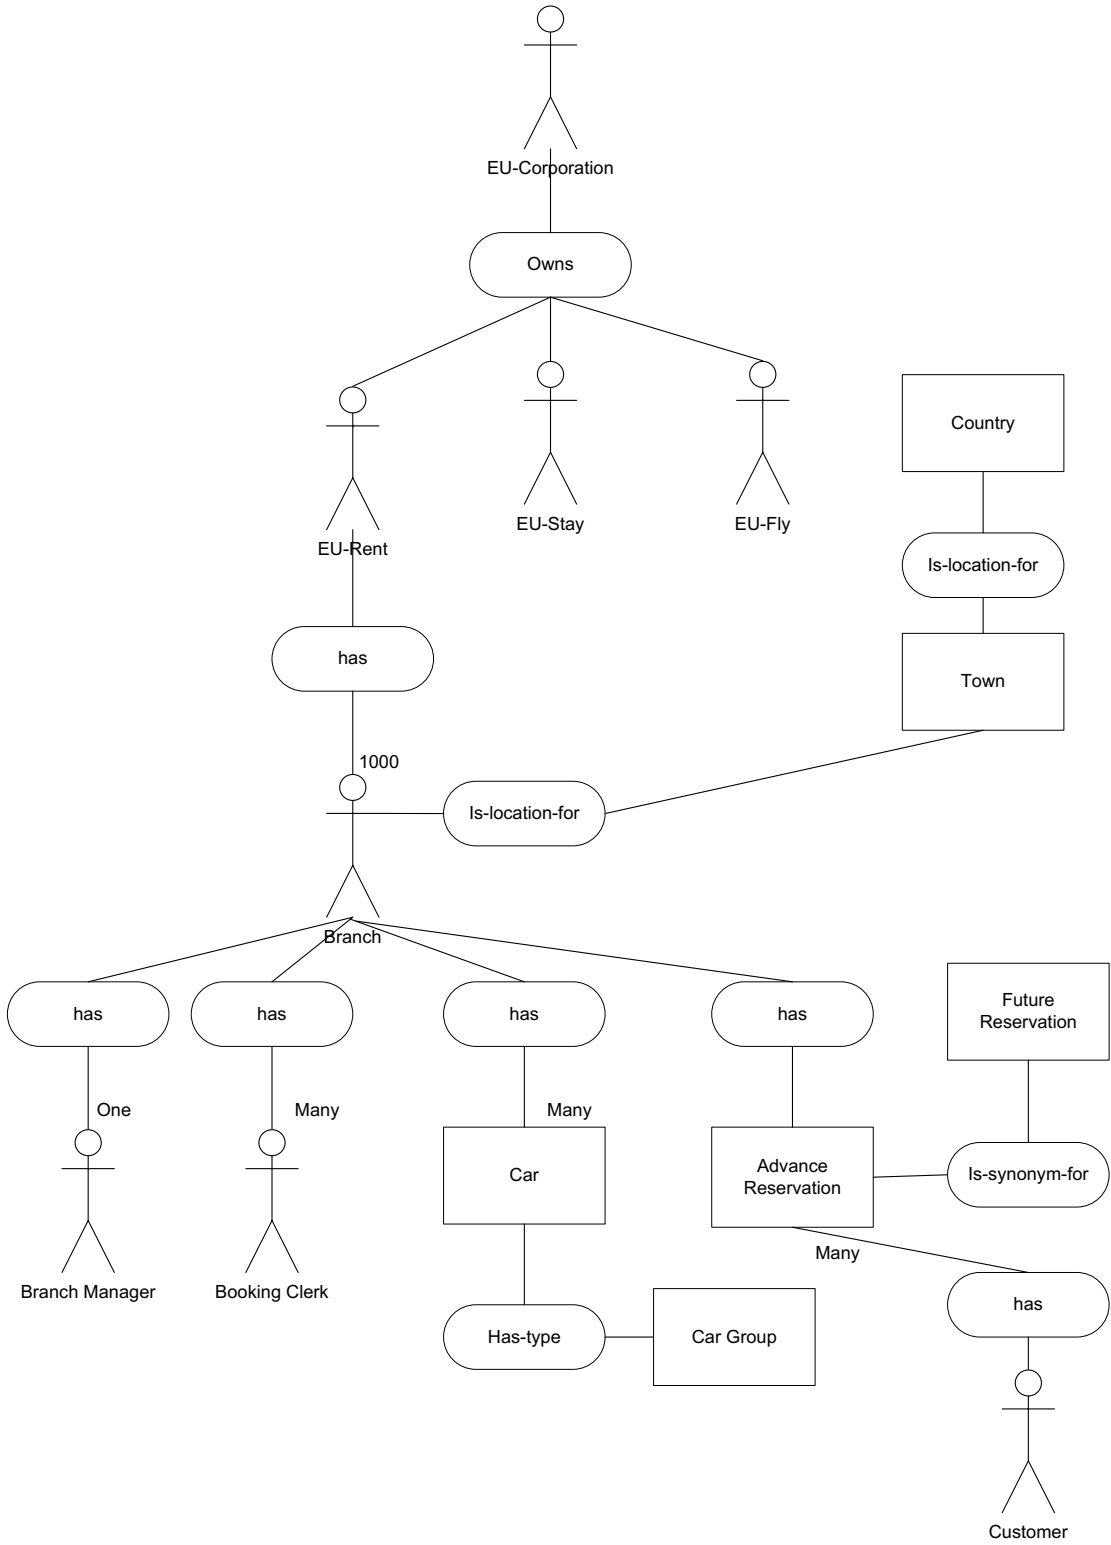 EU-Corporation
Owns
EU-Rent
EU-Stay
EU-Fly
Country
Is-location-for
Town
has
1000
Is-location-for
Branch
has
has
has
has
Future
Reservation
One
Many
Many
Car
Advance
Reservation
Is-synonym-for
Many
Branch Manager
Booking Clerk
has
Has-type
Car Group
Customer